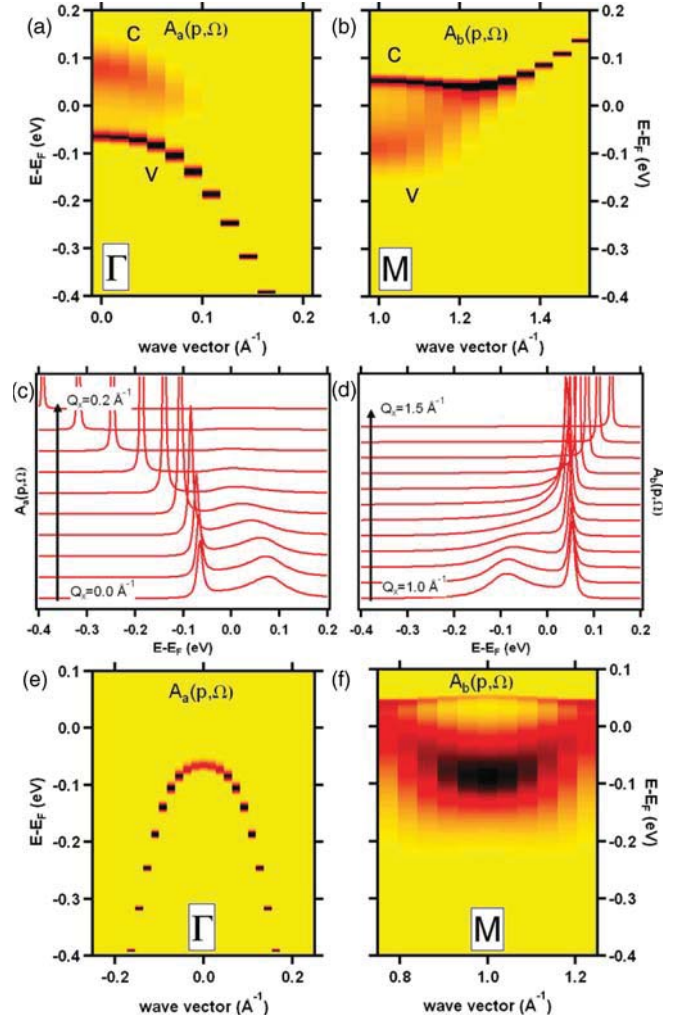 (a) C A_a(p,Ω) (b) A_b(p,Ω)
C
V
V
Γ M
0.2 0.1 0.0 -0.1 -0.2 -0.3 -0.4
E-E_F (eV)
0.2 0.1 0.0 -0.1 -0.2 -0.3 -0.4
E-E_F (eV)
0.0 0.1 0.2 1.0 1.2 1.4
wave vector (Å⁻¹) wave vector (Å⁻¹)
(c) (d)
Q_x=0.2 Å⁻¹ Q_x=1.5 Å⁻¹
A_a(p,Ω) A_b(p,Ω)
Q_x=0.0 Å⁻¹ Q_x=1.0 Å⁻¹
-0.4 -0.3 -0.2 -0.1 0.0 0.1 0.2 -0.4 -0.3 -0.2 -0.1 0.0 0.1 0.2
E-E_F (eV) E-E_F (eV)
(e) A_a(p,Ω) (f) A_b(p,Ω)
0.1 0.0 -0.1 -0.2 -0.3 -0.4
E-E_F (eV)
0.1 0.0 -0.1 -0.2 -0.3 -0.4
E-E_F (eV)
Γ M
-0.2 0.0 0.2 0.8 1.0 1.2
wave vector (Å⁻¹) wave vector (Å⁻¹)